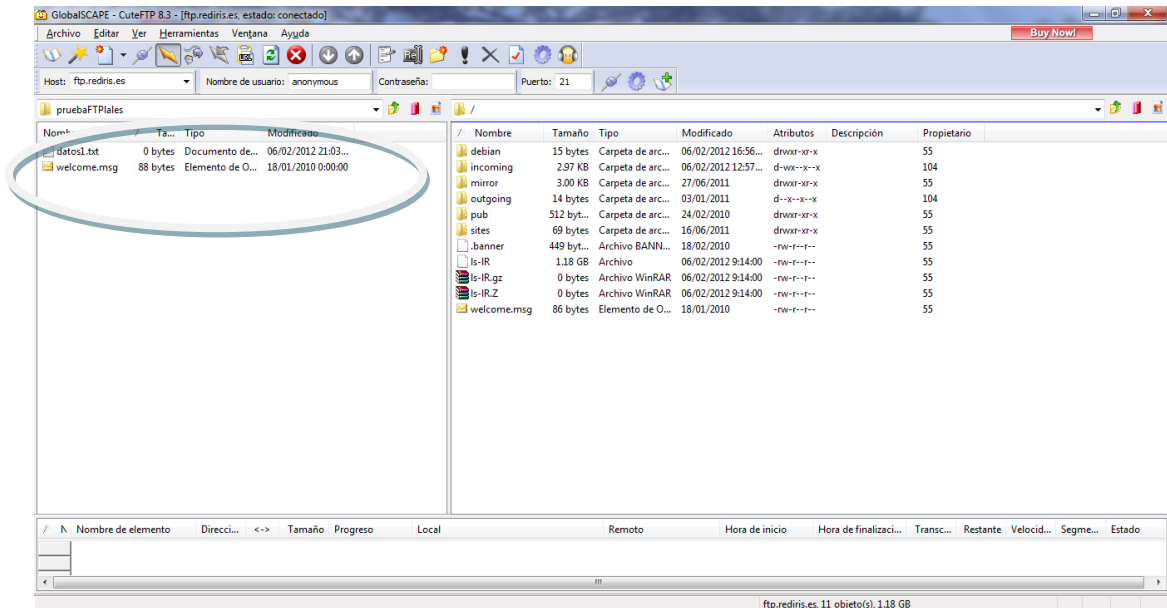 GlobalSCAPE - CuteFTP 8.3 - [ftp.rediris.es, estado: conectado]
Archivo Editar Ver Herramientas Ventana Ayuda Buy Now!
Host: ftp.rediris.es Nombre de usuario: anonymous Contraseña: Puerto: 21
pruebaFTPIales /
Nombre / Ta... Tipo Modificado / Nombre Tamaño Tipo Modificado Atributos Descripción Propietario
datos1.txt 0 bytes Documento de... 06/02/2012 21:03... debian 15 bytes Carpeta de arc... 06/02/2012 16:56... drwxr-xr-x 55
welcome.msg 88 bytes Elemento de O... 18/01/2010 0:00:00 incoming 2.97 KB Carpeta de arc... 06/02/2012 12:57... d-wx--x--x 104
mirror 3.00 KB Carpeta de arc... 27/06/2011 drwxr-xr-x 55
outgoing 14 bytes Carpeta de arc... 03/01/2011 d--x--x--x 104
pub 512 byt... Carpeta de arc... 24/02/2010 drwxr-xr-x 55
sites 69 bytes Carpeta de arc... 16/06/2011 drwxr-xr-x 55
.banner 449 byt... Archivo BANN... 18/02/2010 -rw-r--r-- 55
ls-lR 1.18 GB Archivo 06/02/2012 9:14:00 -rw-r--r-- 55
ls-lR.gz 0 bytes Archivo WinRAR 06/02/2012 9:14:00 -rw-r--r-- 55
ls-lR.Z 0 bytes Archivo WinRAR 06/02/2012 9:14:00 -rw-r--r-- 55
welcome.msg 86 bytes Elemento de O... 18/01/2010 -rw-r--r-- 55
/ N Nombre de elemento Direcci... <-> Tamaño Progreso Local Remoto Hora de inicio Hora de finalizaci... Transc... Restante Velocid... Segme... Estado
ftp.rediris.es, 11 objeto(s), 1.18 GB